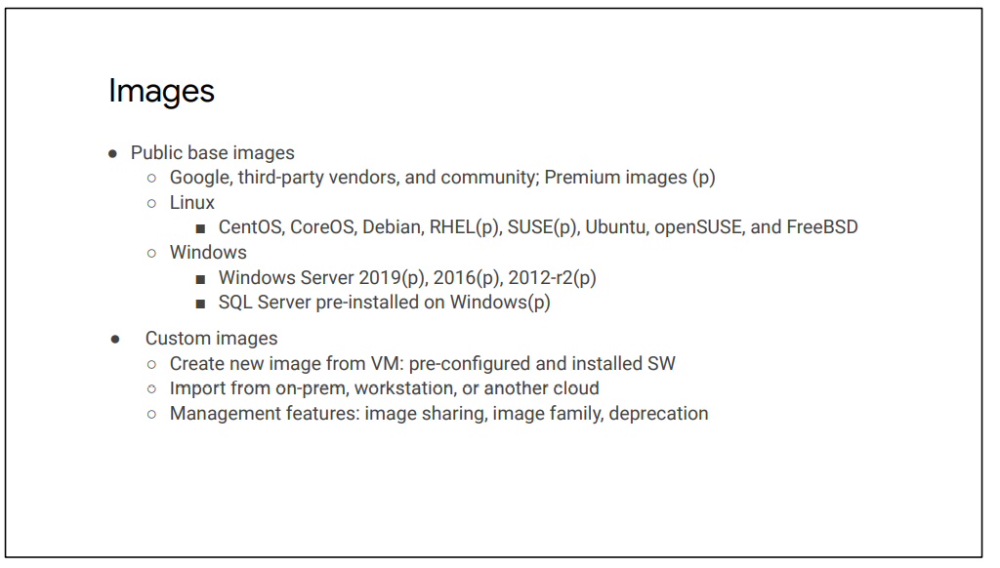 Images
● Public base images
○ Google, third-party vendors, and community; Premium images (p)
○ Linux
■ CentOS, CoreOS, Debian, RHEL(p), SUSE(p), Ubuntu, openSUSE, and FreeBSD
○ Windows
■ Windows Server 2019(p), 2016(p), 2012-r2(p)
■ SQL Server pre-installed on Windows(p)
● Custom images
○ Create new image from VM: pre-configured and installed SW
○ Import from on-prem, workstation, or another cloud
○ Management features: image sharing, image family, deprecation